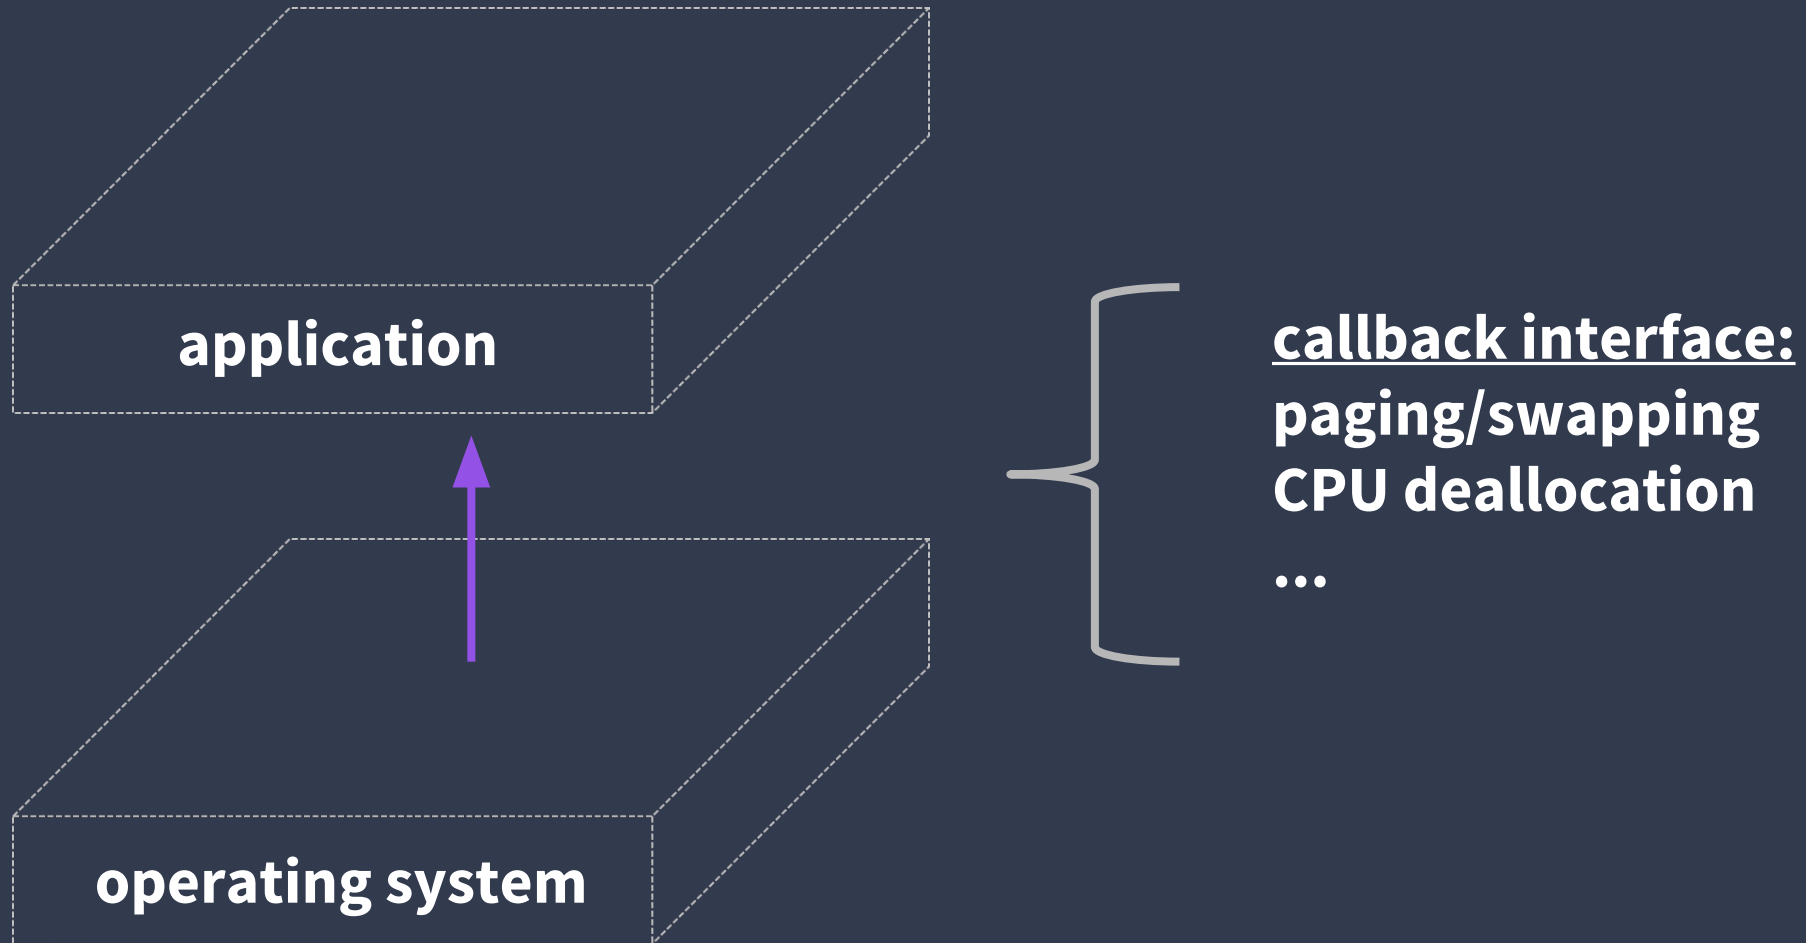 application
callback interface:
paging/swapping
CPU deallocation
...
operating system